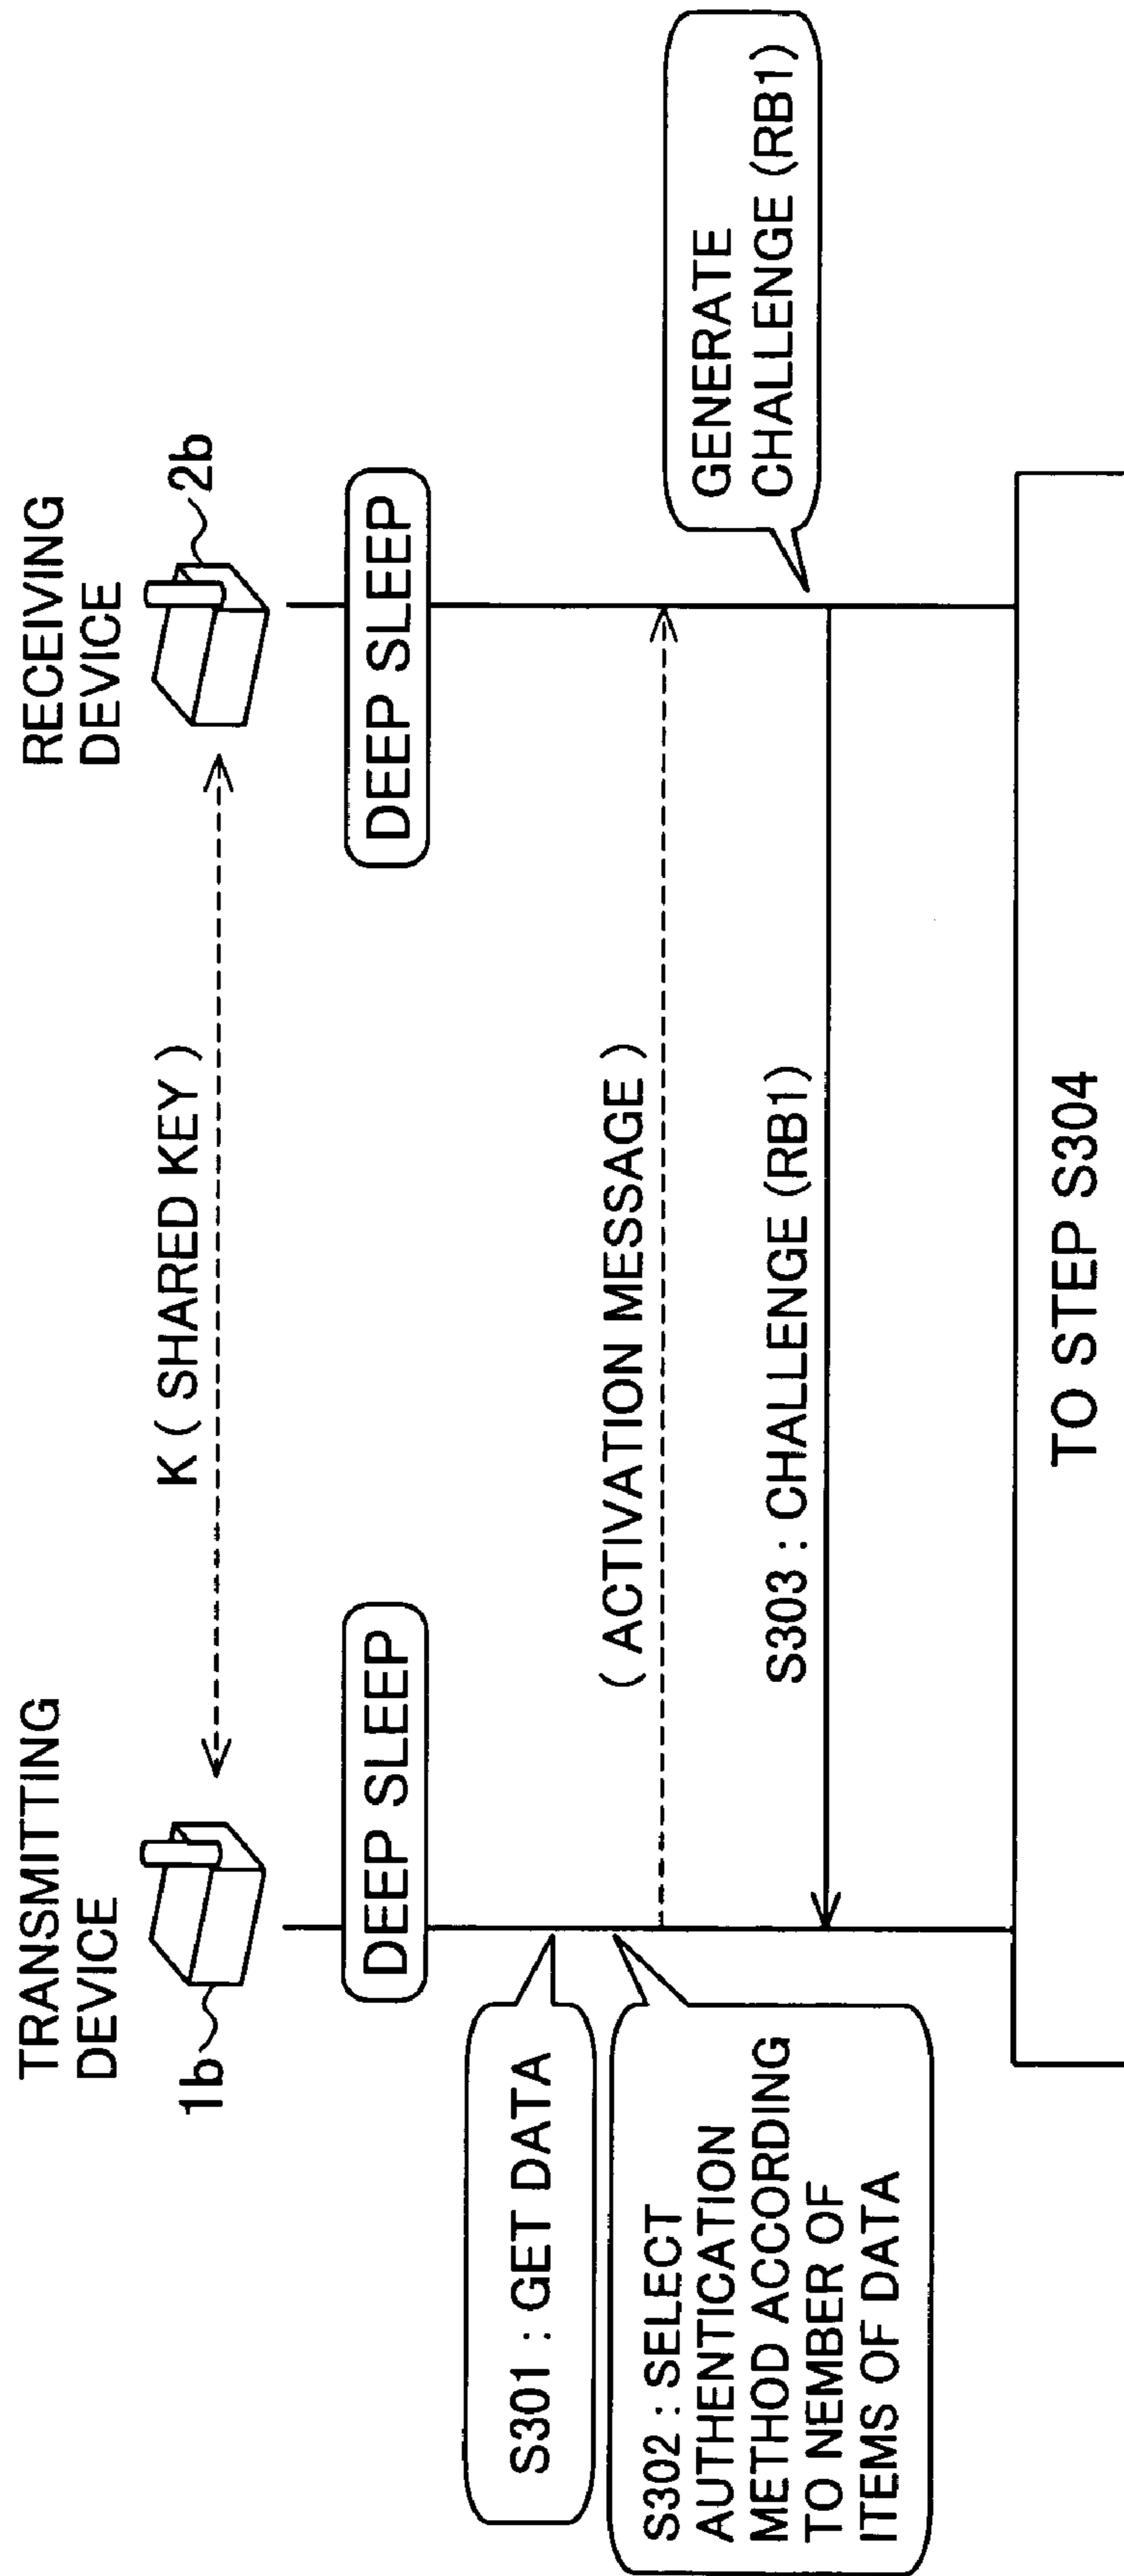 TRANSMITTING
DEVICE
RECEIVING
DEVICE
1b
K ( SHARED KEY )
2b
DEEP SLEEP
DEEP SLEEP
S301 : GET DATA
S302 : SELECT
AUTHENTICATION
METHOD ACCORDING
TO NEMBER OF
ITEMS OF DATA
( ACTIVATION MESSAGE )
GENERATE
CHALLENGE (RB1)
S303 : CHALLENGE (RB1)
TO STEP S304